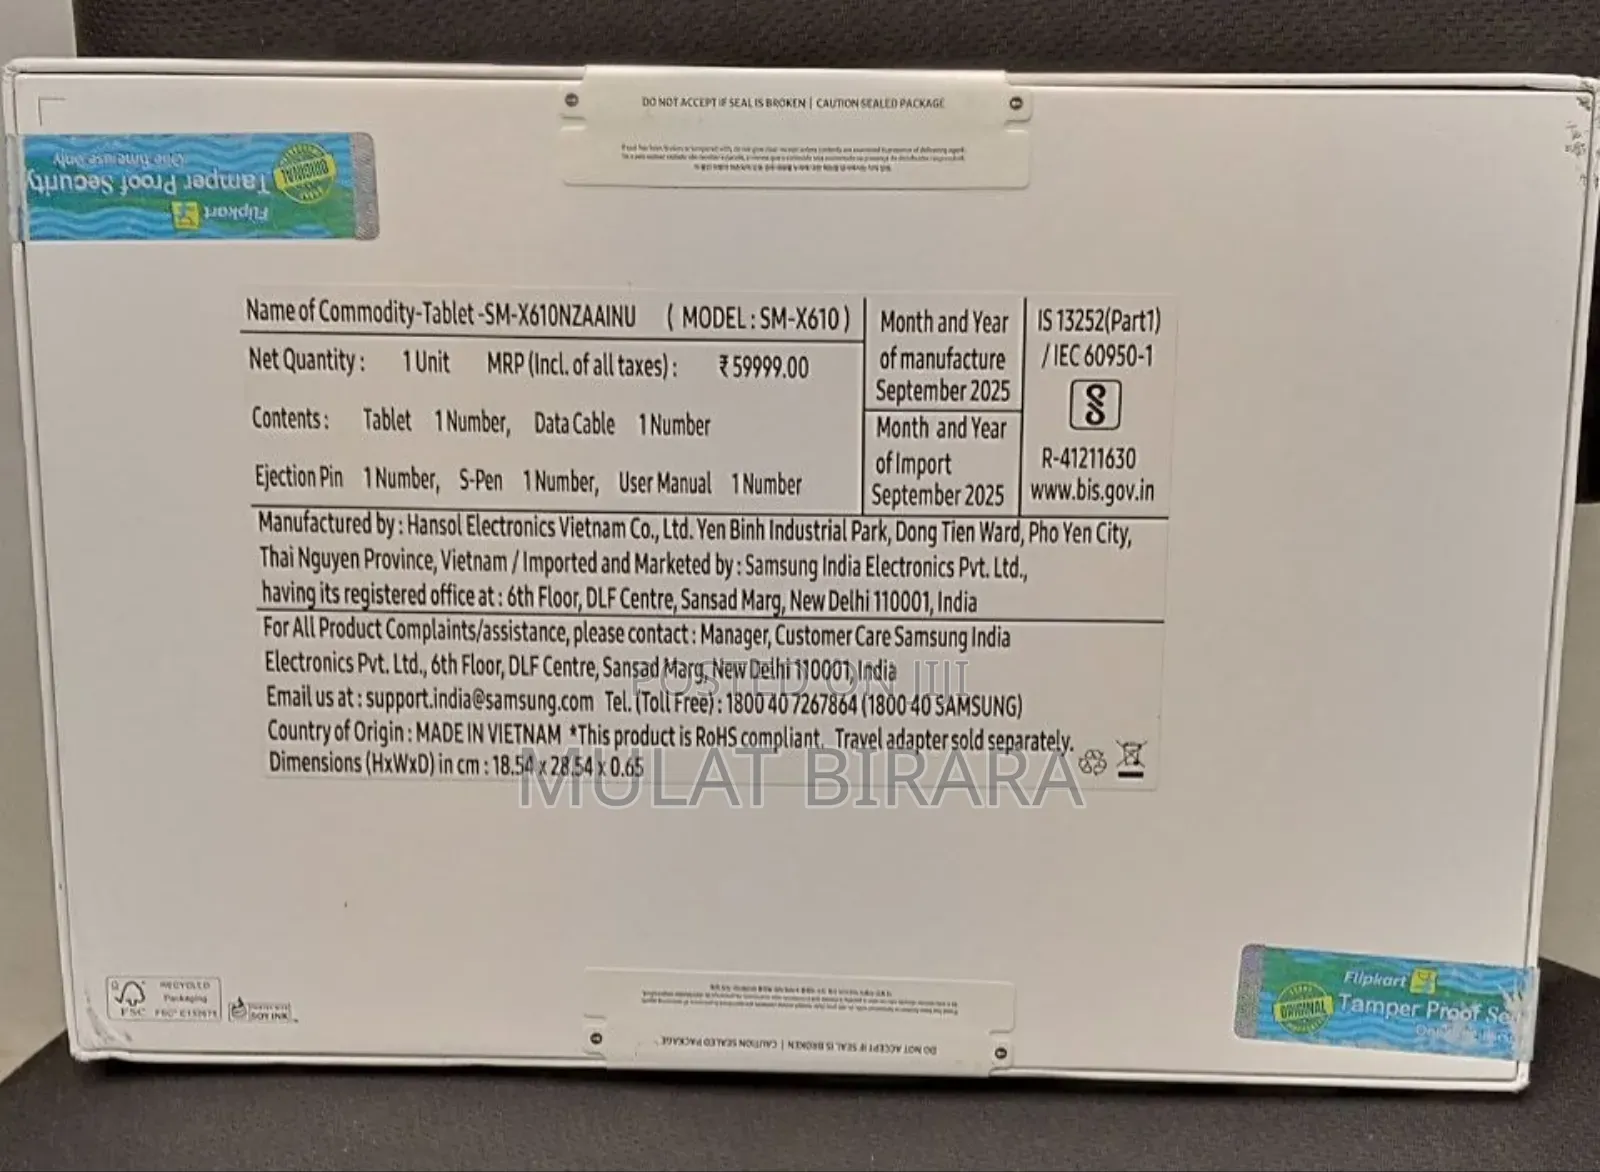 DO NOT ACCEPT IF SEAL IS BROKEN | CAUTION SEALED PACKAGE
Flipkart
Tamper Proof Security
One time use only
ORIGINAL
Name of Commodity-Tablet -SM-X610NZAAINU ( MODEL : SM-X610 )
Net Quantity : 1 Unit MRP (Incl. of all taxes) : ₹ 59999.00
Contents : Tablet 1 Number, Data Cable 1 Number
Ejection Pin 1 Number, S-Pen 1 Number, User Manual 1 Number
Month and Year
of manufacture
September 2025
Month and Year
of Import
September 2025
IS 13252(Part1)
/ IEC 60950-1
R-41211630
www.bis.gov.in
Manufactured by : Hansol Electronics Vietnam Co., Ltd. Yen Binh Industrial Park, Dong Tien Ward, Pho Yen City,
Thai Nguyen Province, Vietnam / Imported and Marketed by : Samsung India Electronics Pvt. Ltd.,
having its registered office at : 6th Floor, DLF Centre, Sansad Marg, New Delhi 110001, India
For All Product Complaints/assistance, please contact : Manager, Customer Care Samsung India
Electronics Pvt. Ltd., 6th Floor, DLF Centre, Sansad Marg, New Delhi 110001, India
Email us at : support.india@samsung.com Tel. (Toll Free) : 1800 40 7267864 (1800 40 SAMSUNG)
Country of Origin : MADE IN VIETNAM *This product is RoHS compliant. Travel adapter sold separately.
Dimensions (HxWxD) in cm : 18.54 x 28.54 x 0.65
POSTED ON
MULAT BIRARA
RECYCLED
Packaging
FSC
SOY INK
DO NOT ACCEPT IF SEAL IS BROKEN | CAUTION SEALED PACKAGE
Flipkart
ORIGINAL
Tamper Proof Se